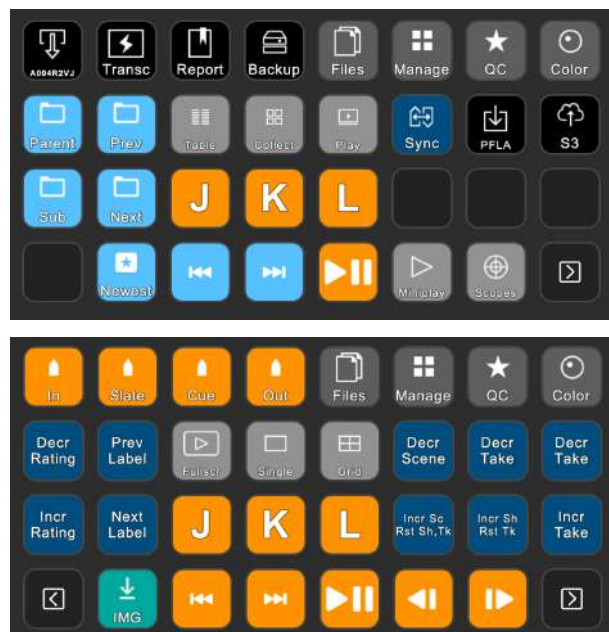 A004R2VJ Transc Report Backup Files Manage QC Color
Parent Prev Table Collect Play Sync PFLA S3
Sub Next J K L
Newest Miniplay Scopes
In Slate Cue Out Files Manage QC Color
Decr Prev Decr Decr Decr
Rating Label Fullscr Single Grid Scene Take Take
Incr Next J K L Incr Sc Incr Sh Incr
Rating Label Rst Sh,Tk Rst Tk Take
IMG